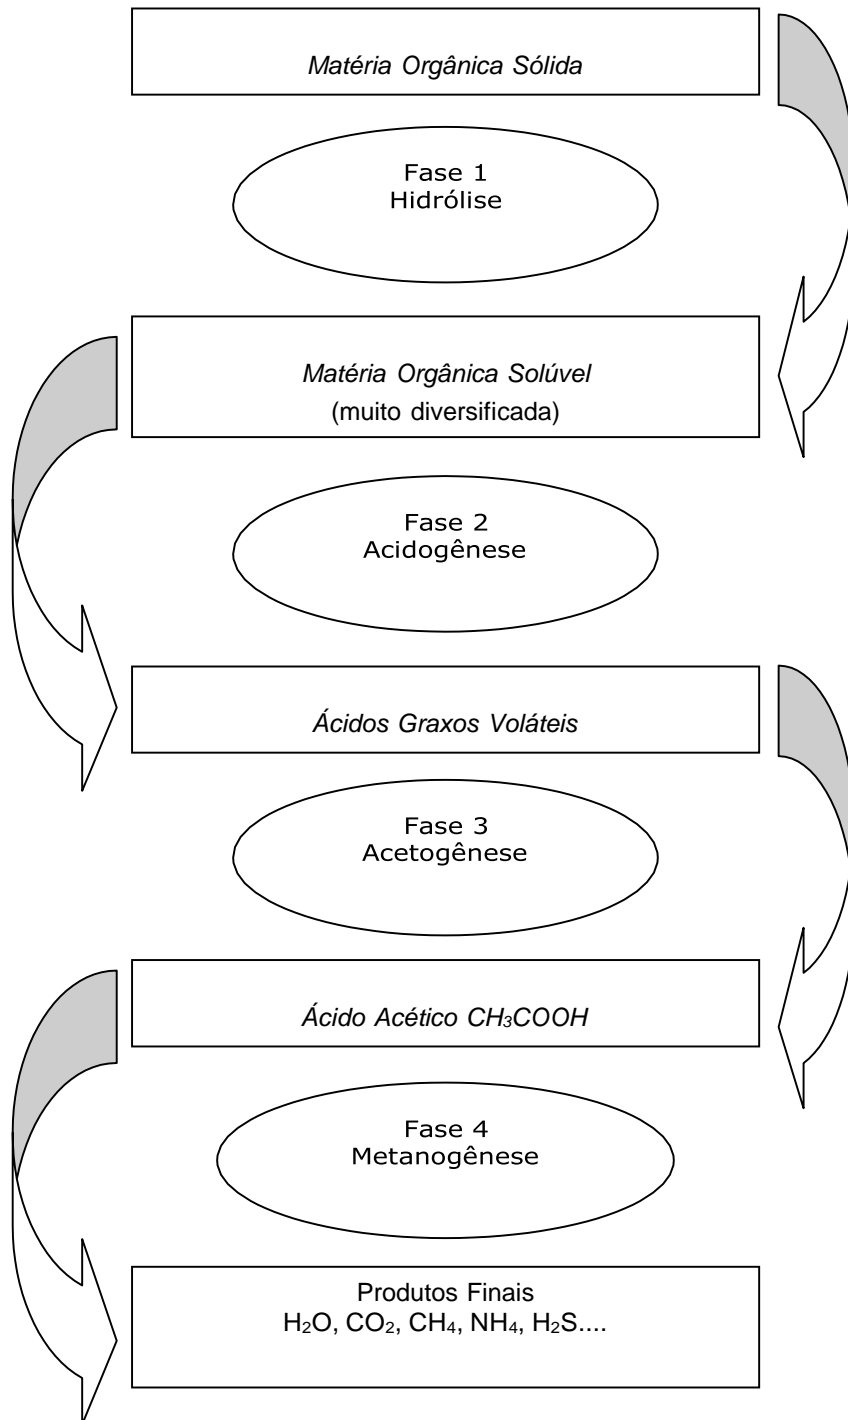 Matéria Orgânica Sólida
Fase 1
Hidrólise
Matéria Orgânica Solúvel
(muito diversificada)
Fase 2
Acidogênese
Ácidos Graxos Voláteis
Fase 3
Acetogênese
Ácido Acético CH₃COOH
Fase 4
Metanogênese
Produtos Finais
H₂O, CO₂, CH₄, NH₄, H₂S....